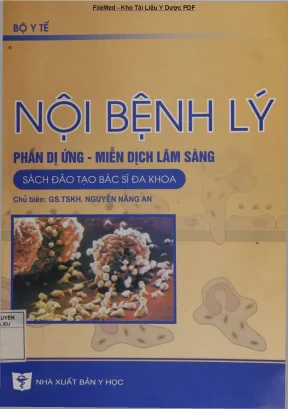 FileMed - Kho Tài Liệu Y Dược PDF
BỘ Y TẾ
NỘI BỆNH LÝ
PHẦN DỊ ỨNG - MIỄN DỊCH LÂM SÀNG
SÁCH ĐÀO TẠO BÁC SĨ ĐA KHOA
Chủ biên: GS.TSKH. NGUYỄN NĂNG AN
NHÀ XUẤT BẢN Y HỌC